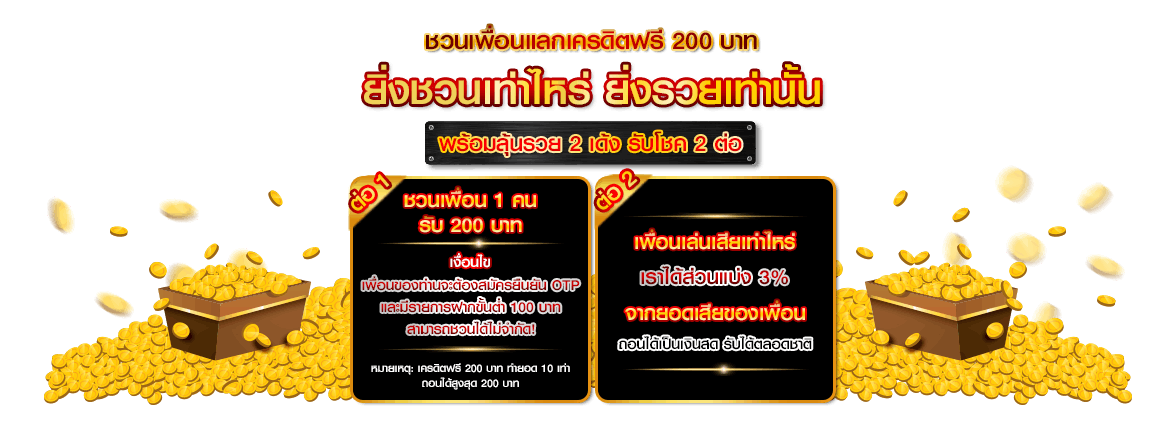 ชวนเพื่อนแลกเครดิตฟรี 200 บาท
ยิ่งชวนเท่าไหร่ ยิ่งรวยเท่านั้น
พร้อมลุ้นรวย 2 เด้ง รับโชค 2 ต่อ
ต่อ 1
ชวนเพื่อน 1 คน
รับ 200 บาท
เงื่อนไข
เพื่อนของท่านจะต้องสมัครยืนยัน OTP
และมีรายการฝากขั้นต่ำ 100 บาท
สามารถชวนได้ไม่จำกัด!
หมายเหตุ: เครดิตฟรี 200 บาท ทำยอด 10 เท่า
ถอนได้สูงสุด 200 บาท
ต่อ 2
เพื่อนเล่นเสียเท่าไหร่
เราได้ส่วนแบ่ง 3%
จากยอดเสียของเพื่อน
ถอนได้เป็นเงินสด รับได้ตลอดชาติ